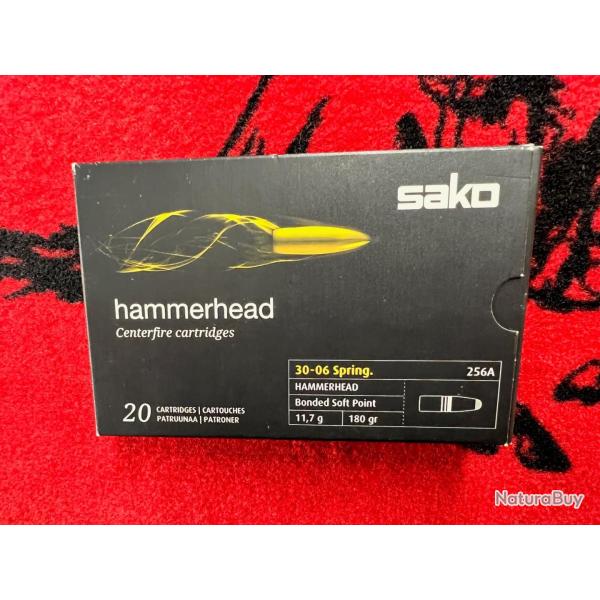 sako
hammerhead
Centerfire cartridges
30-06 Spring. 256A
HAMMERHEAD
Bonded Soft Point
11,7 g 180 gr
20 CARTRIDGES | CARTOUCHES
PATRUUNAA | PATRONER
NaturaBuy